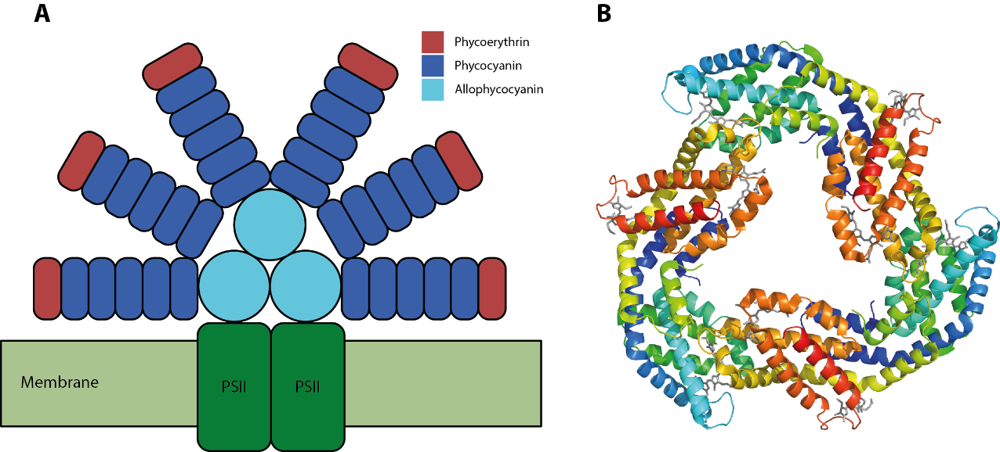 A
B
Phycoerythrin
Phycocyanin
Allophycocyanin
Membrane
PSII
PSII